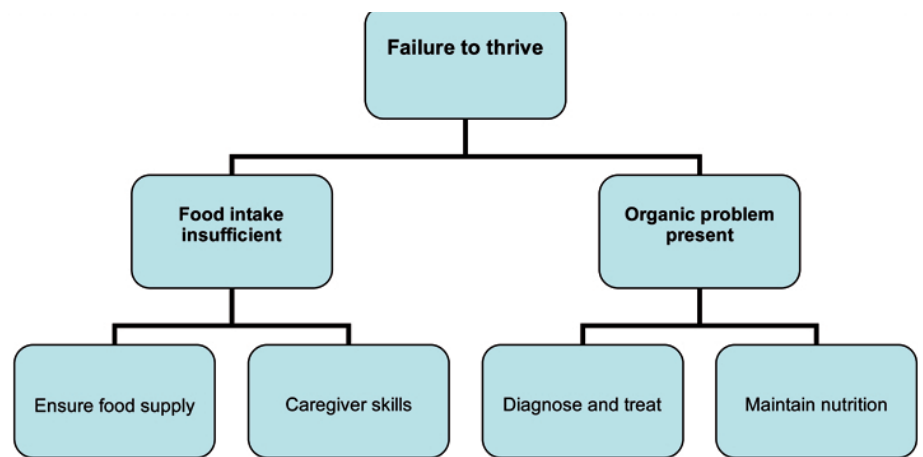 Failure to thrive
Food intake
insufficient
Organic problem
present
Ensure food supply
Caregiver skills
Diagnose and treat
Maintain nutrition